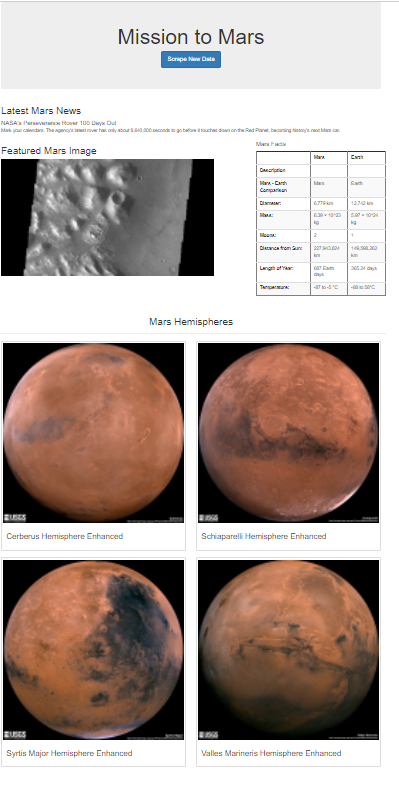 Mission to Mars
Scrape New Data
Latest Mars News
NASA's Perseverance Rover 100 Days Out
Mark your calendars: The agency's latest rover has only about 8,640,000 seconds to go before it touches down on the Red Planet, becoming history's next Mars car.
Featured Mars Image
Mars Facts
Mars Earth
Description
Mars - Earth Comparison Mars Earth
Diameter: 6,779 km 12,742 km
Mass: 6.39 × 10^23 kg 5.97 × 10^24 kg
Moons: 2 1
Distance from Sun: 227,943,824 km 149,598,262 km
Length of Year: 687 Earth days 365.24 days
Temperature: -87 to -5 °C -88 to 58°C
Mars Hemispheres
USGS
USGS
Cerberus Hemisphere Enhanced
Schiaparelli Hemisphere Enhanced
USGS
USGS
Syrtis Major Hemisphere Enhanced
Valles Marineris Hemisphere Enhanced